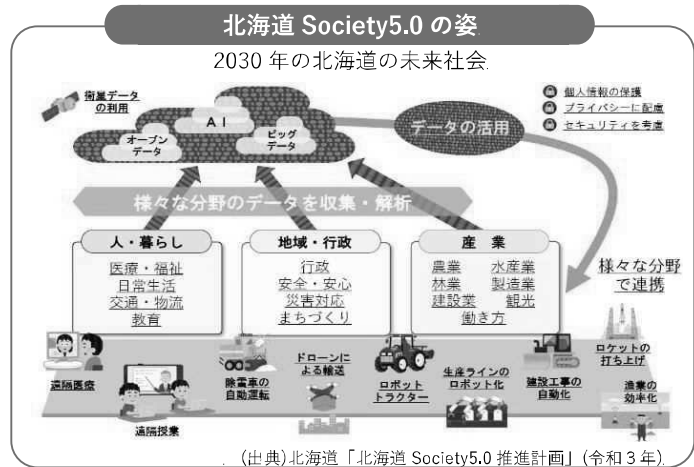 北海道 Society5.0 の姿
2030 年の北海道の未来社会
衛星データ
の利用
AI
オープン
データ
ビッグ
データ
データの活用
個人情報の保護
プライバシーに配慮
セキュリティを考慮
様々な分野のデータを収集・解析
人・暮らし
医療・福祉
日常生活
交通・物流
教育
地域・行政
行政
安全・安心
災害対応
まちづくり
産 業
農業 水産業
林業 製造業
建設業 観光
働き方
様々な分野
で連携
遠隔医療
遠隔授業
除雪車の
自動運転
ドローンに
よる輸送
ロボット
トラクター
生産ラインの
ロボット化
建設工事の
自動化
ロケットの
打ち上げ
漁業の
効率化
(出典)北海道「北海道 Society5.0 推進計画」(令和３年)